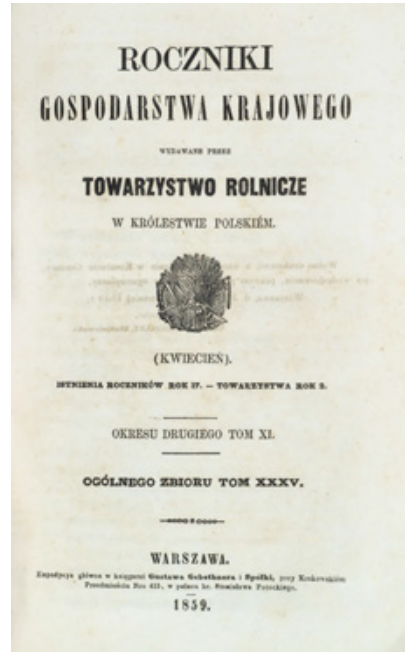 ROCZNIKI
GOSPODARSTWA KRAJOWEGO
WYDAWANE PRZEZ
TOWARZYSTWO ROLNICZE
W KRÓLESTWIE POLSKIÉM.
(KWIECIEŃ).
ISTNIENIA ROCZNIKÓW ROK 17. — TOWARZYSTWA ROK 2.
OKRESU DRUGIEGO TOM XI.
OGÓLNEGO ZBIORU TOM XXXV.
WARSZAWA.
Expedycya główna w księgarni Gustawa Gebethnera i Spółki, przy Krakowskiém
Przedmieściu Nro 415, w pałacu hr. Stanisława Potockiego.
1859.